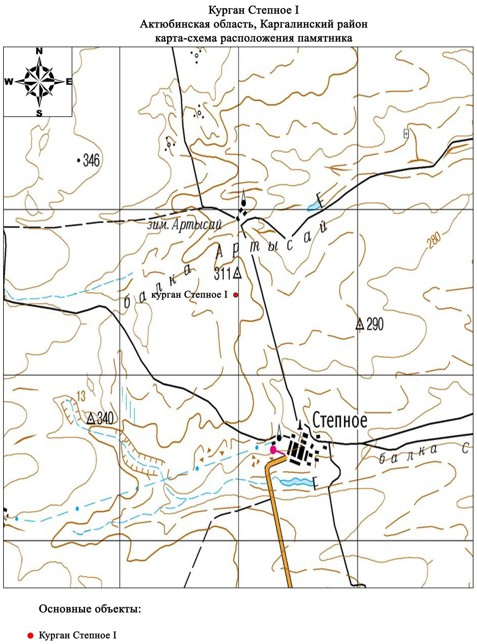 Курган Степное I
Актюбинская область, Каргалинский район
карта-схема расположения памятника
N
W E
S
346
зим. Артысай
балка Артысай
280
311
курган Степное I
290
13
340
Степное
балка С
Основные объекты:
Курган Степное I